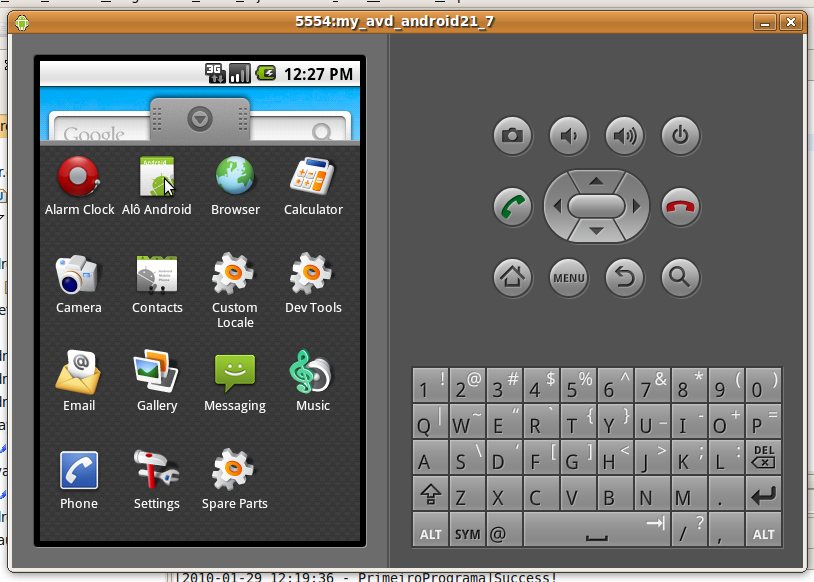 5554:my_avd_android21_7
3G 12:27 PM
Google
Android
Alarm Clock Alô Android Browser Calculator
Camera Contacts Custom Locale Dev Tools
Email Gallery Messaging Music
Phone Settings Spare Parts
MENU
1 ! 2 @ 3 # 4 $ 5 % 6 ^ 7 & 8 * 9 ( 0 )
Q | W ~ E “ R ` T { Y } U _ I - O + P =
A S \ D ' F [ G ] H < J > K ; L : DEL
Z X C V B N M .
ALT SYM @ / ? , ALT
[2010-01-29 12:19:36 - PrimeiroPrograma]Success!